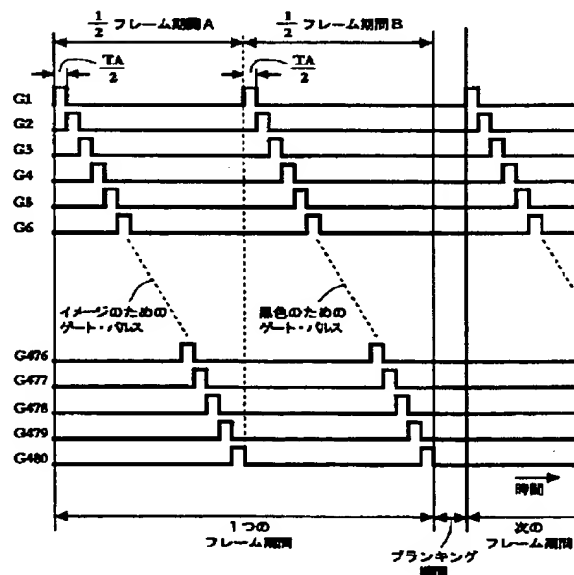 1/2 フレーム期間A
1/2 フレーム期間B
TA/2
TA/2
G1
G2
G3
G4
G5
G6
イメージのための
ゲート・パルス
黒色のための
ゲート・パルス
G476
G477
G478
G479
G480
時間
1つの
フレーム期間
ブランキング
期間
次の
フレーム期間